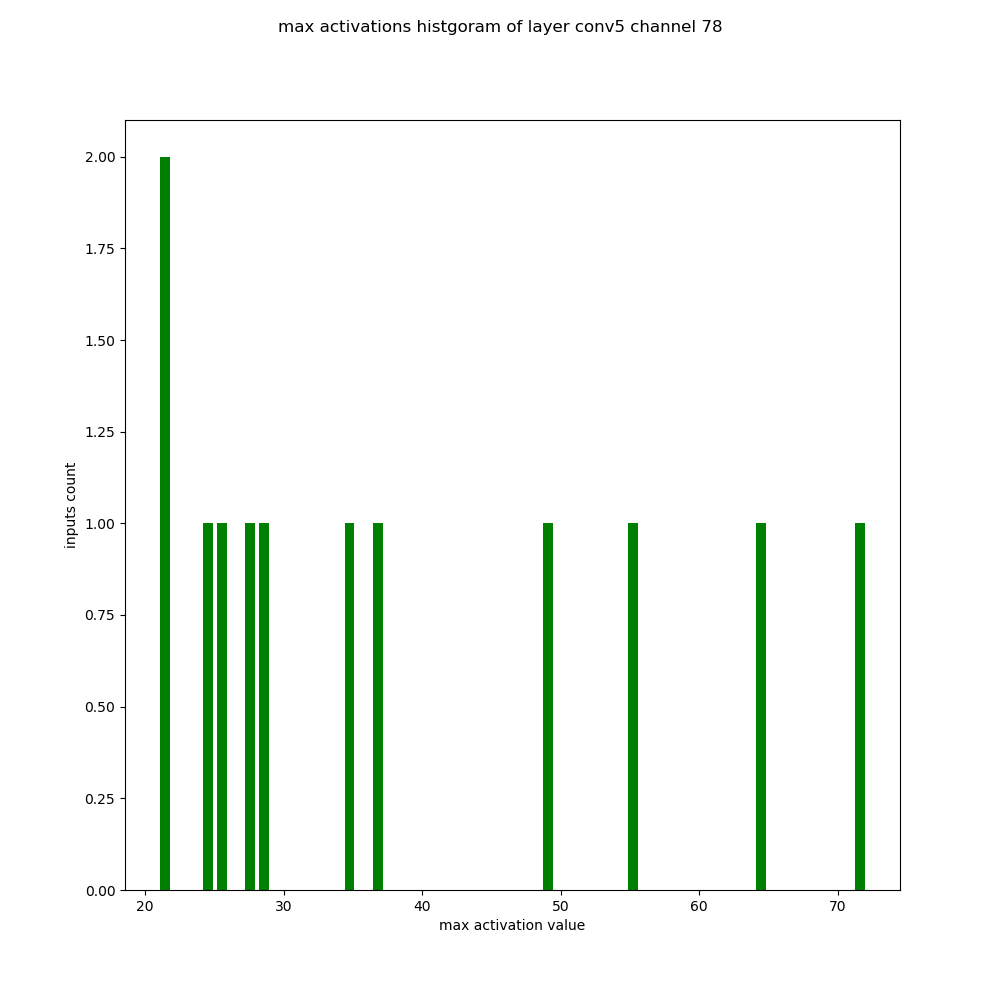 max activations histgoram of layer conv5 channel 78
2.00
1.75
1.50
1.25
1.00
0.75
0.50
0.25
0.00
inputs count
20 30 40 50 60 70
max activation value